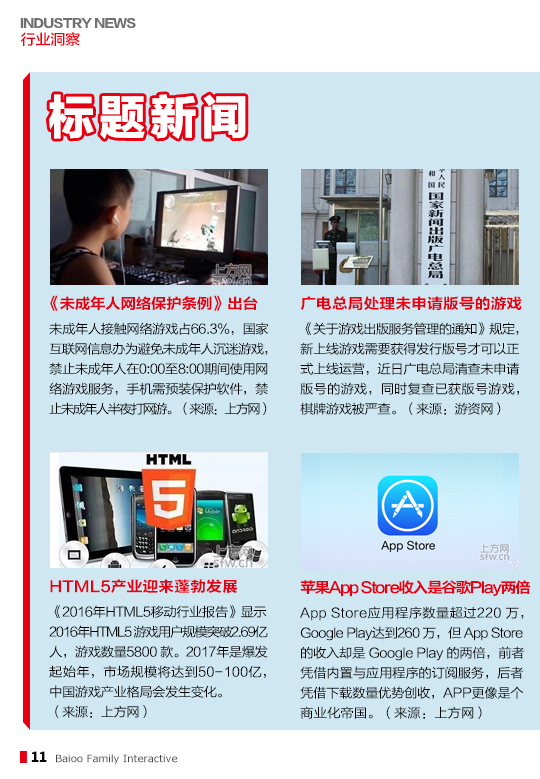 INDUSTRY NEWS
行业洞察
标题新闻
上方网
和 人
国 民
国家新闻出版广电总局
《未成年人网络保护条例》出台
未成年人接触网络游戏占66.3%，国家
互联网信息办为避免未成年人沉迷游戏，
禁止未成年人在0:00至8:00期间使用网
络游戏服务，手机需预装保护软件，禁
止未成年人半夜打网游。（来源：上方网）
广电总局处理未申请版号的游戏
《关于游戏出版服务管理的通知》规定，
新上线游戏需要获得发行版号才可以正
式上线运营，近日广电总局清查未申请
版号的游戏，同时复查已获版号游戏，
棋牌游戏被严查。（来源：游资网）
HTML
5
上方网
sfw.cn
App Store
上方网
sfw.cn
HTML5产业迎来蓬勃发展
《2016年HTML5移动行业报告》显示
2016年HTML5 游戏用户规模突破2.69亿
人，游戏数量5800 款。2017年是爆发
起始年，市场规模将达到50-100亿，
中国游戏产业格局会发生变化。
（来源：上方网）
苹果App Store收入是谷歌Play两倍
App Store应用程序数量超过220 万，
Google Play达到260 万，但 App Store
的收入却是 Google Play 的两倍，前者
凭借内置与应用程序的订阅服务，后者
凭借下载数量优势创收，APP更像是个
商业化帝国。（来源：上方网）
11 Baioo Family Interactive